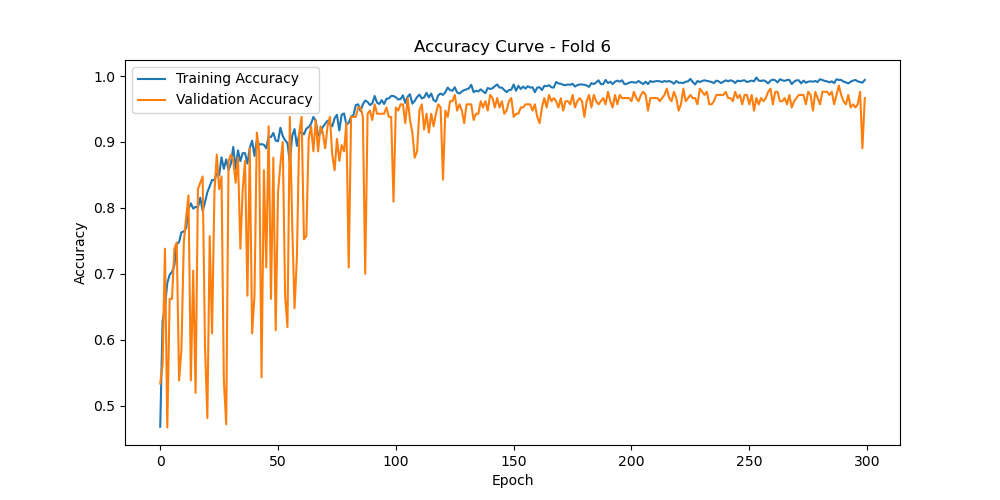 Accuracy Curve - Fold 6
Training Accuracy
Validation Accuracy
Accuracy
1.0
0.9
0.8
0.7
0.6
0.5
0
50
100
150
200
250
300
Epoch